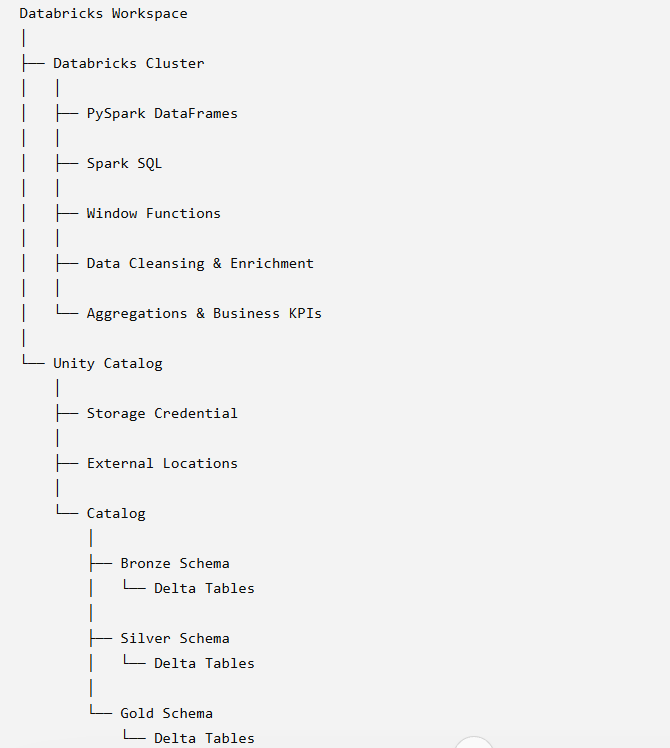 Databricks Workspace
│
├── Databricks Cluster
│   │
│   ├── PySpark DataFrames
│   │
│   ├── Spark SQL
│   │
│   ├── Window Functions
│   │
│   ├── Data Cleansing & Enrichment
│   │
│   └── Aggregations & Business KPIs
│
└── Unity Catalog
    │
    ├── Storage Credential
    │
    ├── External Locations
    │
    └── Catalog
        │
        ├── Bronze Schema
        │   └── Delta Tables
        │
        ├── Silver Schema
        │   └── Delta Tables
        │
        └── Gold Schema
            └── Delta Tables